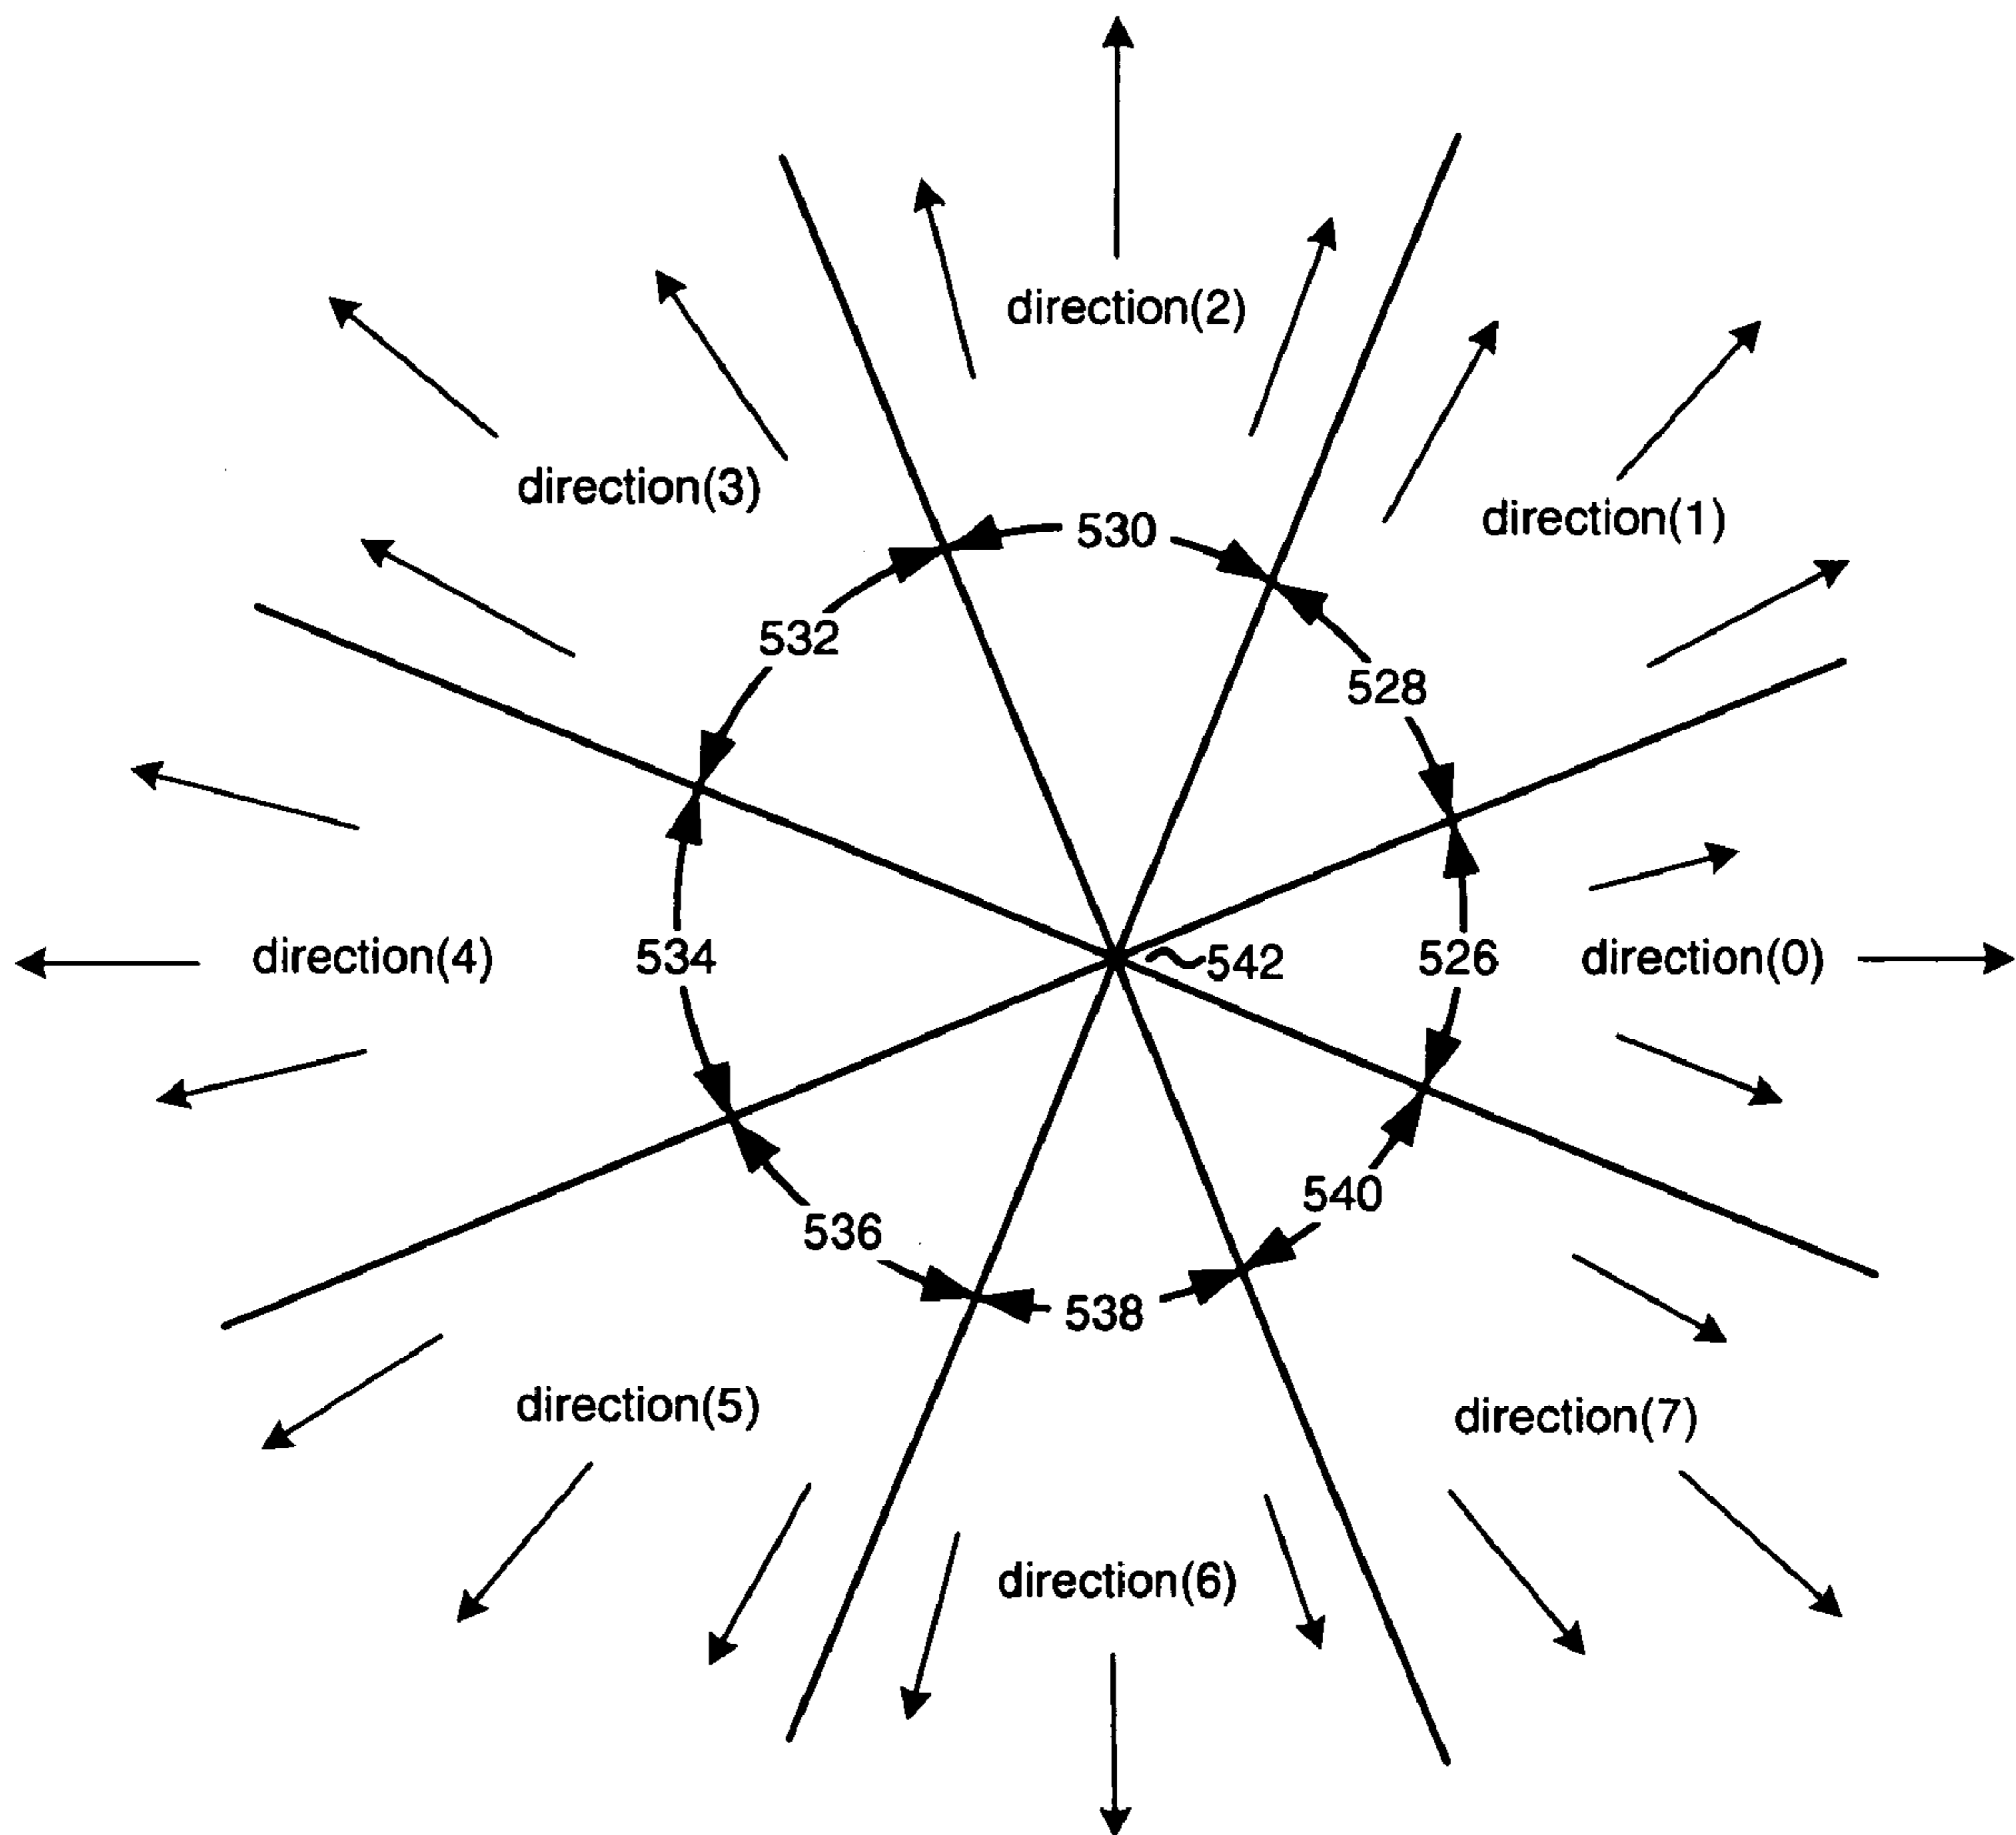 direction(2)
direction(3)
direction(1)
530
532
528
direction(4)
534
542
526
direction(0)
540
536
538
direction(5)
direction(7)
direction(6)